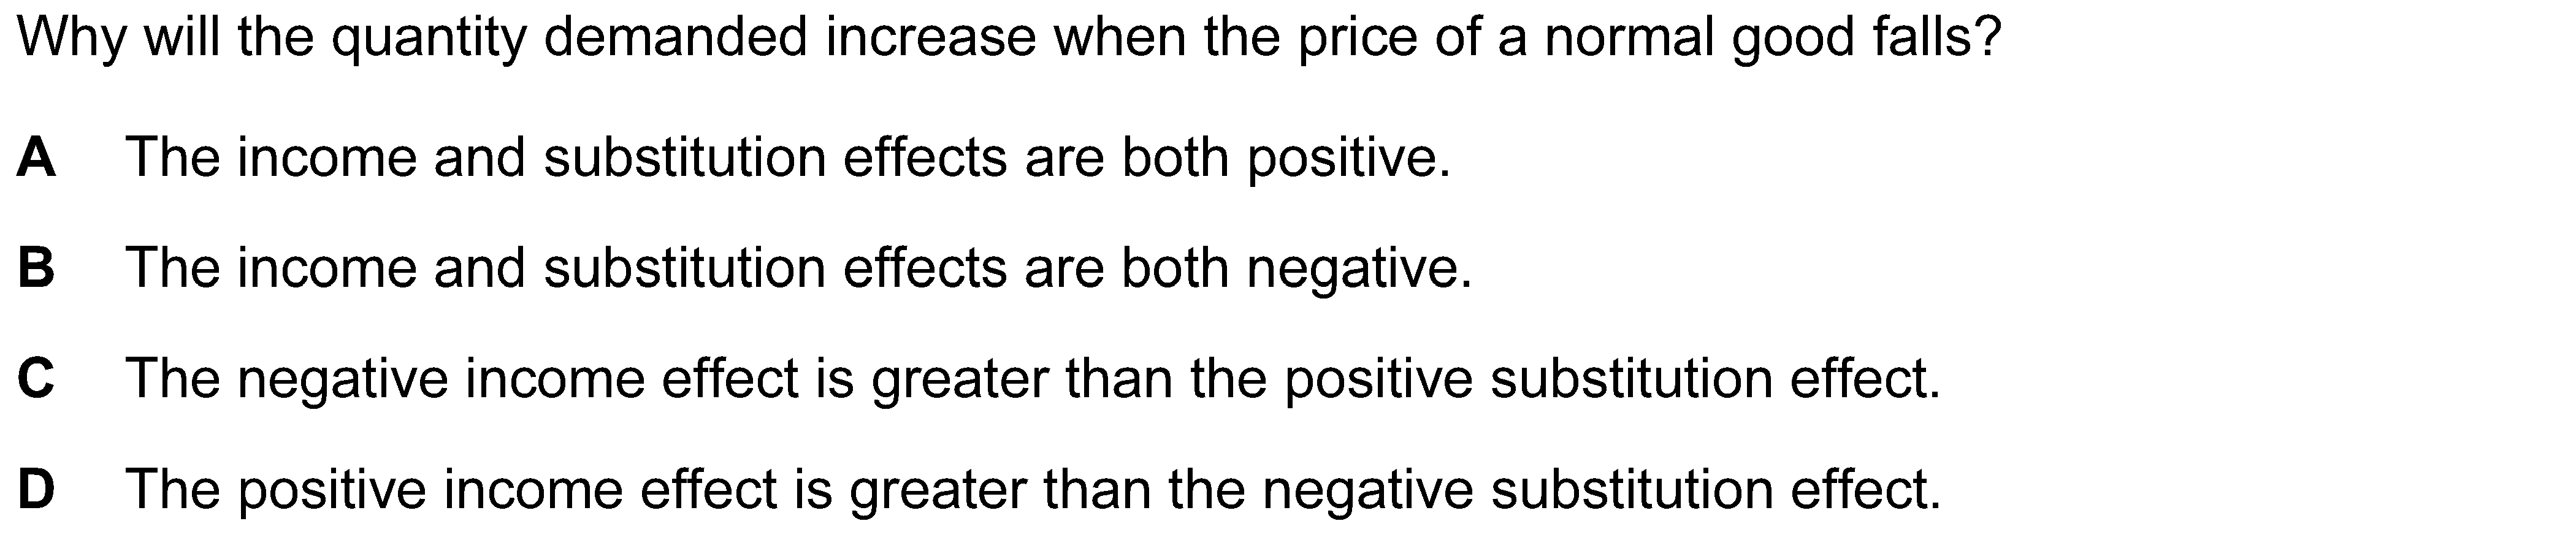 Why will the quantity demanded increase when the price of a normal good falls?
A The income and substitution effects are both positive.
B The income and substitution effects are both negative.
C The negative income effect is greater than the positive substitution effect.
D The positive income effect is greater than the negative substitution effect.